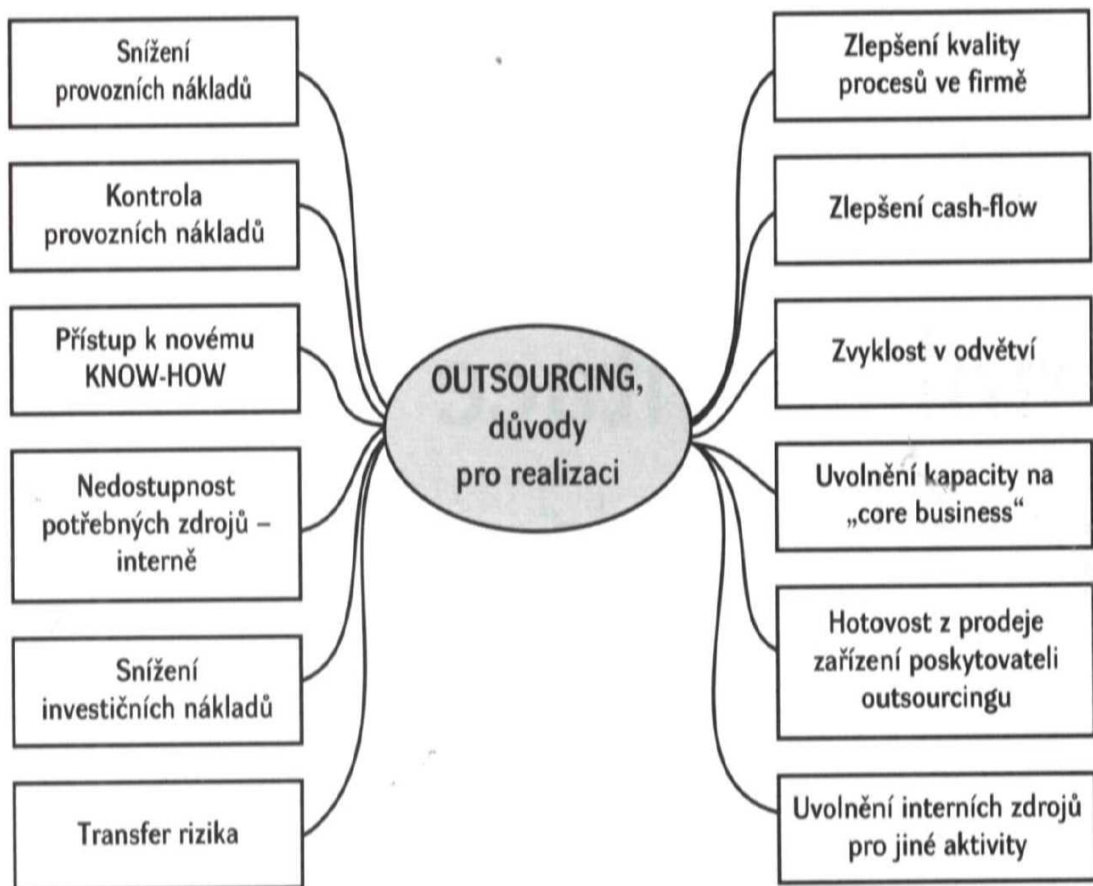 Snížení
provozních nákladů
Kontrola
provozních nákladů
Přístup k novému
KNOW-HOW
Nedostupnost
potřebných zdrojů –
interně
Snížení
investičních nákladů
Transfer rizika
OUTSOURCING,
důvody
pro realizaci
Zlepšení kvality
procesů ve firmě
Zlepšení cash-flow
Zvyklost v odvětví
Uvolnění kapacity na
„core business“
Hotovost z prodeje
zařízení poskytovateli
outsourcingu
Uvolnění interních zdrojů
pro jiné aktivity